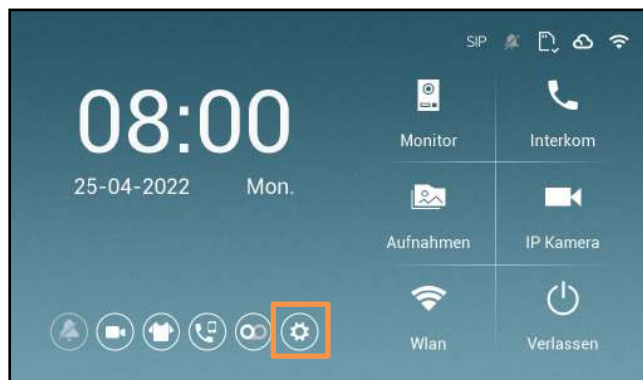 SIP
08:00
25-04-2022 Mon.
Monitor
Interkom
Aufnahmen
IP Kamera
Wlan
Verlassen